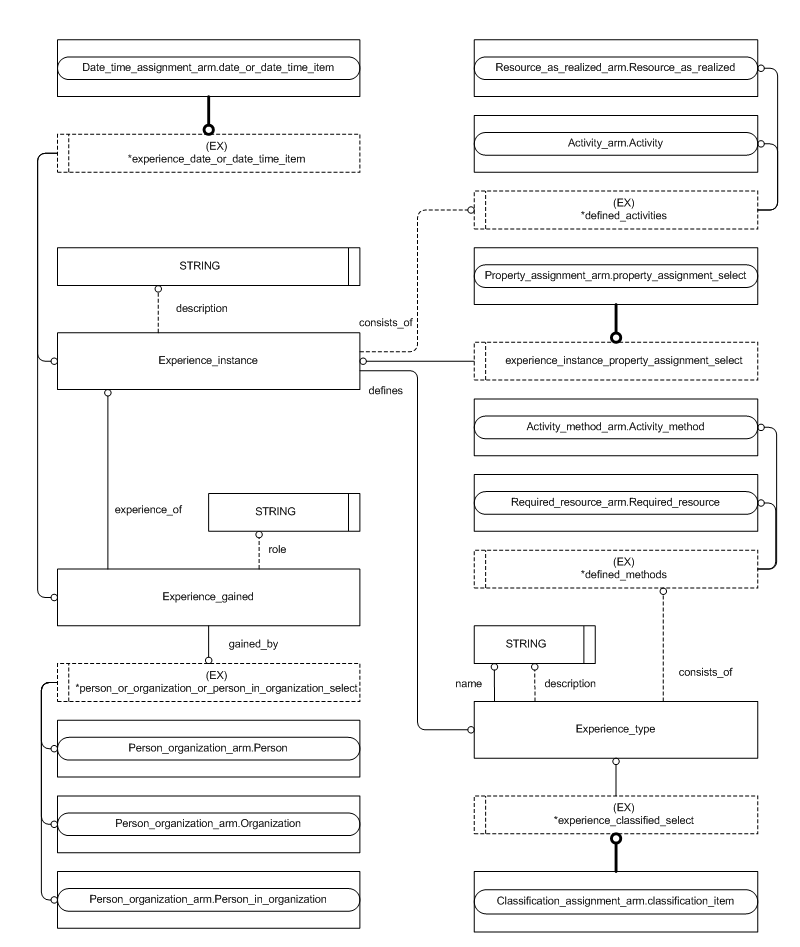 Date_time_assignment_arm.date_or_date_time_item
(EX)
*experience_date_or_date_time_item
STRING
description
Experience_instance
experience_of
STRING
role
Experience_gained
gained_by
(EX)
*person_or_organization_or_person_in_organization_select
Person_organization_arm.Person
Person_organization_arm.Organization
Person_organization_arm.Person_in_organization
Resource_as_realized_arm.Resource_as_realized
Activity_arm.Activity
(EX)
*defined_activities
consists_of
Property_assignment_arm.property_assignment_select
experience_instance_property_assignment_select
defines
Activity_method_arm.Activity_method
Required_resource_arm.Required_resource
(EX)
*defined_methods
STRING
name
description
consists_of
Experience_type
(EX)
*experience_classified_select
Classification_assignment_arm.classification_item